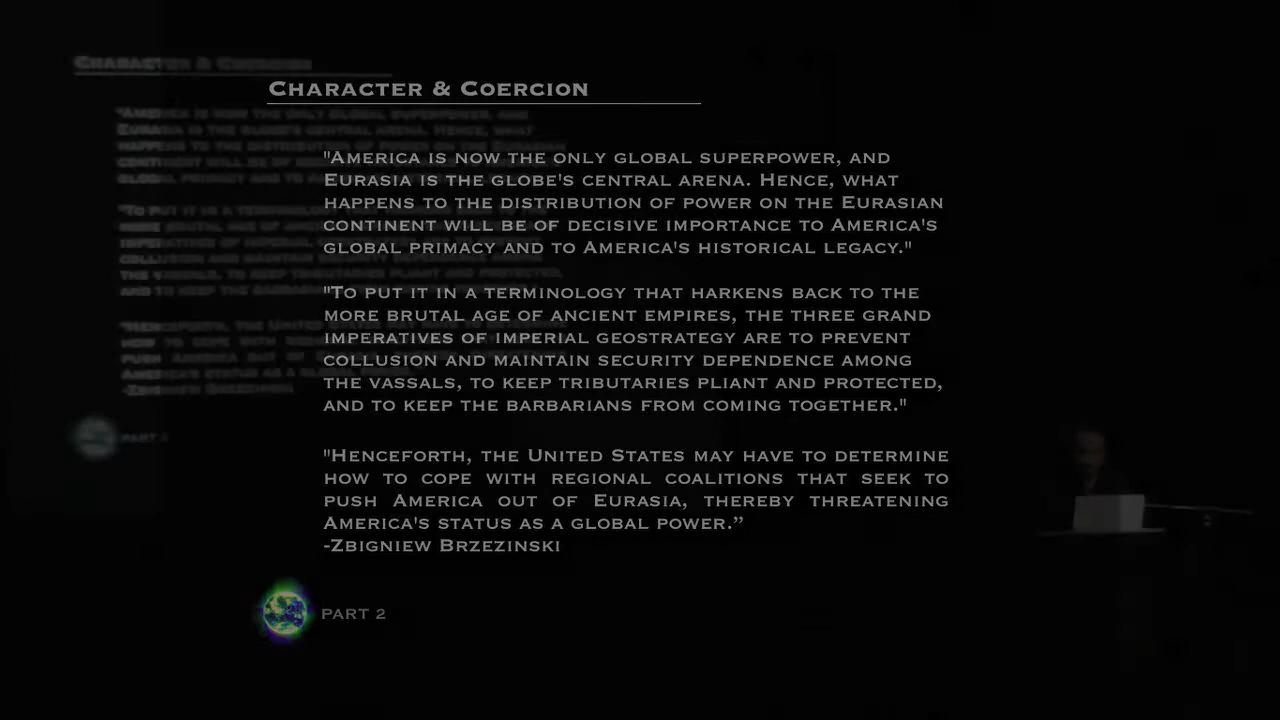 Character & Coercion
"America is now the only global superpower, and
Eurasia is the globe's central arena. Hence, what
happens to the distribution of power on the Eurasian
continent will be of decisive importance to America's
global primacy and to America's historical legacy."
"To put it in a terminology that harkens back to the
more brutal age of ancient empires, the three grand
imperatives of imperial geostrategy are to prevent
collusion and maintain security dependence among
the vassals, to keep tributaries pliant and protected,
and to keep the barbarians from coming together."
"Henceforth, the United States may have to determine
how to cope with regional coalitions that seek to
push America out of Eurasia, thereby threatening
America's status as a global power.”
-Zbigniew Brzezinski
PART 2